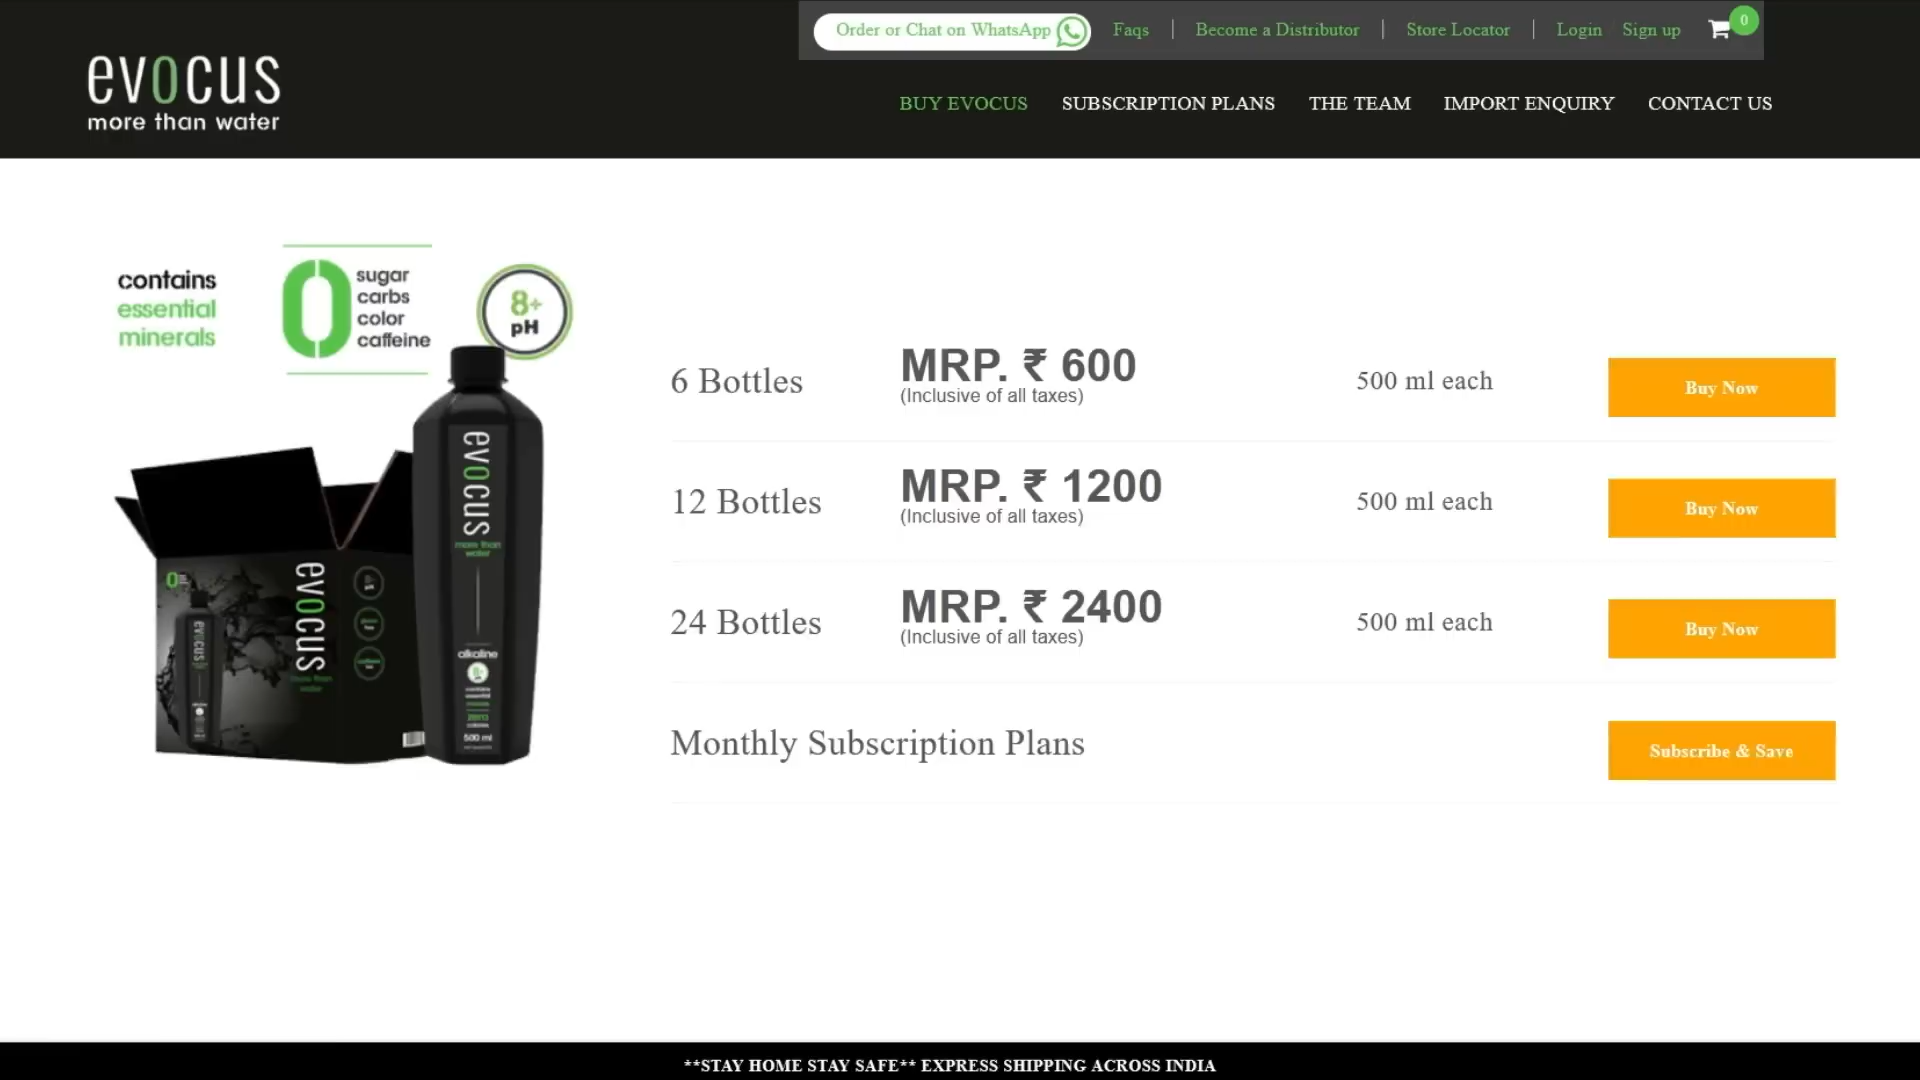 Order or Chat on WhatsApp
Faqs
Become a Distributor
Store Locator
Login
Sign up
0
evocus
more than water
BUY EVOCUS
SUBSCRIPTION PLANS
THE TEAM
IMPORT ENQUIRY
CONTACT US
contains
essential
minerals
0
sugar
carbs
color
caffeine
8+
pH
evocus
more than
water
alkaline
500 ml
evocus
more than
water
evocus
6 Bottles
MRP. ₹ 600
(Inclusive of all taxes)
500 ml each
Buy Now
12 Bottles
MRP. ₹ 1200
(Inclusive of all taxes)
500 ml each
Buy Now
24 Bottles
MRP. ₹ 2400
(Inclusive of all taxes)
500 ml each
Buy Now
Monthly Subscription Plans
Subscribe & Save
**STAY HOME STAY SAFE** EXPRESS SHIPPING ACROSS INDIA